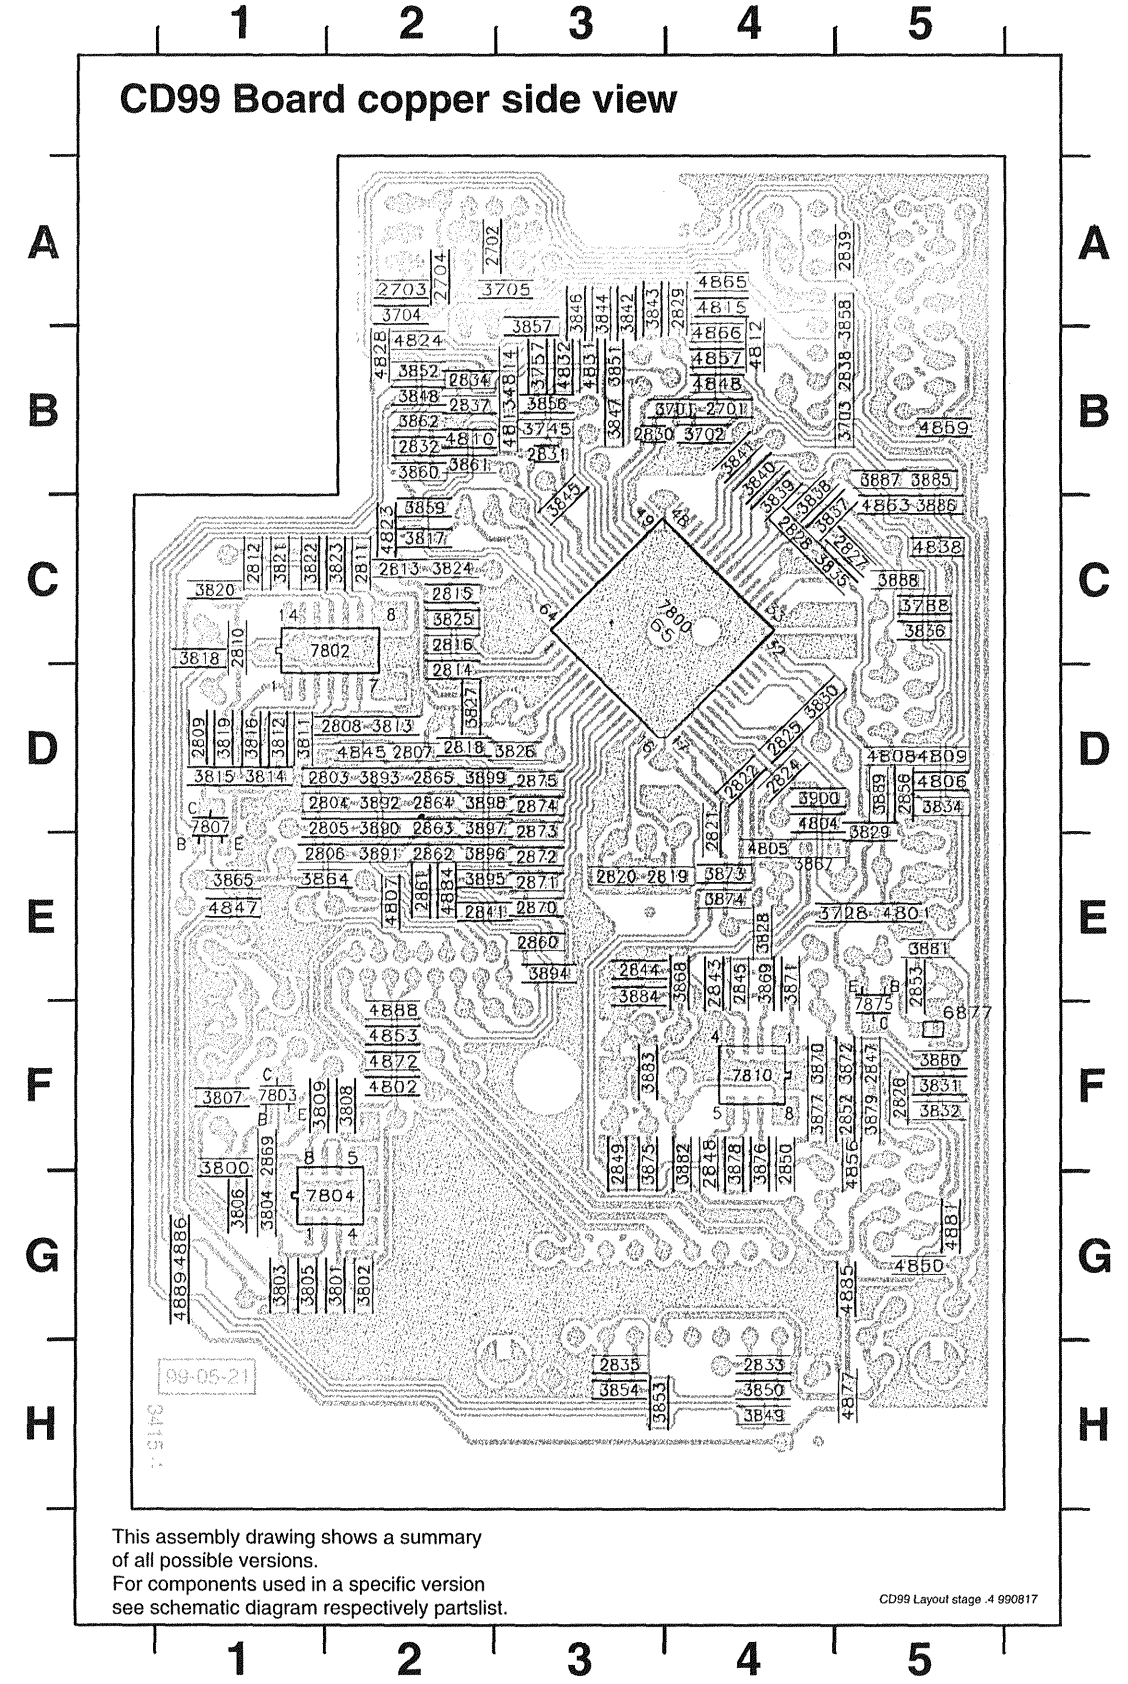 1 2 3 4 5
CD99 Board copper side view
A A
2702 2839
2704
2703 3705 4865
3846 3844 3842 3843 2829
3704 4815 3858
3857 4866 4812
4828 4824 4814 3757 4832 4831 3851 4857 2838
3852 2834 4848
B B
3848 2837 4813 3856 3847 3701 2701 3703
3862 3745 2830 3702 4859
2832 4810 2831
3860 3861 3841 3840 3839 3838 3837 3887 3885
3845 4863 3886
4823 3859 49 48
3817 2828 3835 2827 4838
C C
2812 3821 3822 3823 2811 2813 3824
3820 2815 3888
14 8 3825 64 7800 33 3788
7802 65 3836
3818 2810 2816 1 32
1 7 2814
3827 2825 3830
2809 3819 3816 3812 3811 2808 3813 17
D D
4845 2807 2818 3826 4808 4809
3815 3814 2803 3893 2865 3899 2875 2822 2824 3889 2856 4806
2804 3892 2864 3898 2874 3900 3834
C
7807 2805 3890 2863 3897 2873 2821 4804 3829
B E 2806 3891 2862 3896 2872 4805 3867
3865 3864 4807 2861 4884 3895 2871 2820 2819 3873
4847 2841 2870 3874 3728 4801
E E
2860 3828 3881
3894 2844 3868 2843 2845 3869 3871 2853
3884 E B
7875
C 6877
4888
4853 4 1
4872 3883 7810 3870 3872 2847 3880
F F
C 4802 3831
3807 7803 3809 3808 5 8 3877 2852 3879 2826 3832
B E
2869 2849 3875 3882 2848 3878 3876 2850 4856
3800 8 5
3806 3804 7804
1 4 4881
G G
4889 4886 4850
3803 3805 3801 3802 4885
2835 2833
99-05-21 3854 3853 3850 4877
3849
H H
This assembly drawing shows a summary
of all possible versions.
For components used in a specific version
see schematic diagram respectively partslist.
CD99 Layout stage .4 990817
1 2 3 4 5